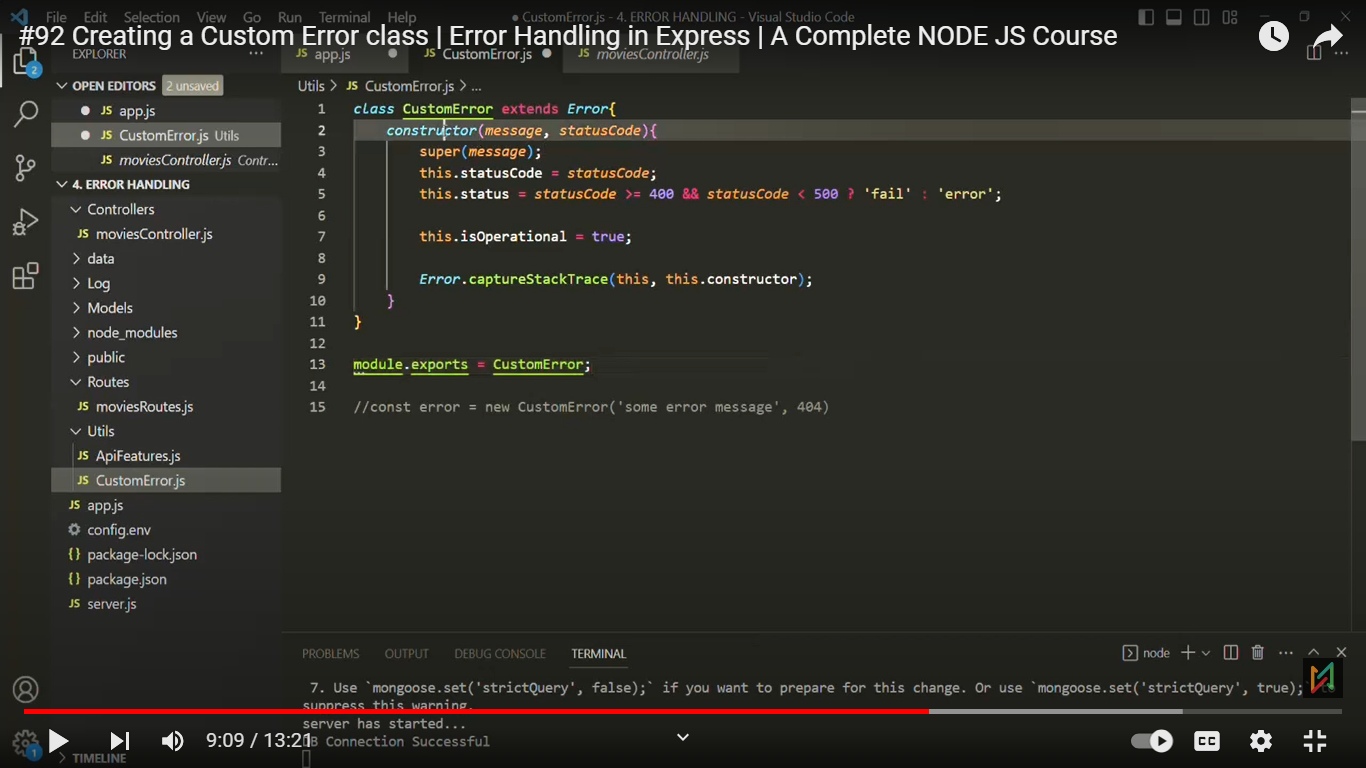 File Edit Selection View Go Run Terminal Help
● CustomError.js - 4. ERROR HANDLING - Visual Studio Code
#92 Creating a Custom Error class | Error Handling in Express | A Complete NODE JS Course
EXPLORER ...
JS app.js ●
JS CustomError.js ●
JS moviesController.js
2
OPEN EDITORS 2 unsaved
● JS app.js
● JS CustomError.js Utils
JS moviesController.js Contr...
4. ERROR HANDLING
Controllers
JS moviesController.js
data
Log
Models
node_modules
public
Routes
JS moviesRoutes.js
Utils
JS ApiFeatures.js
JS CustomError.js
JS app.js
config.env
{} package-lock.json
{} package.json
JS server.js
TIMELINE
1
Utils > JS CustomError.js > ...
1 class CustomError extends Error{
2 constructor(message, statusCode){
3 super(message);
4 this.statusCode = statusCode;
5 this.status = statusCode >= 400 && statusCode < 500 ? 'fail' : 'error';
6
7 this.isOperational = true;
8
9 Error.captureStackTrace(this, this.constructor);
10 }
11 }
12
13 module.exports = CustomError;
14
15 //const error = new CustomError('some error message', 404)
PROBLEMS OUTPUT DEBUG CONSOLE TERMINAL
node
7. Use `mongoose.set('strictQuery', false);` if you want to prepare for this change. Or use `mongoose.set('strictQuery', true);
suppress this warning.
server has started...
DB Connection Successful
9:09 / 13:21
CC